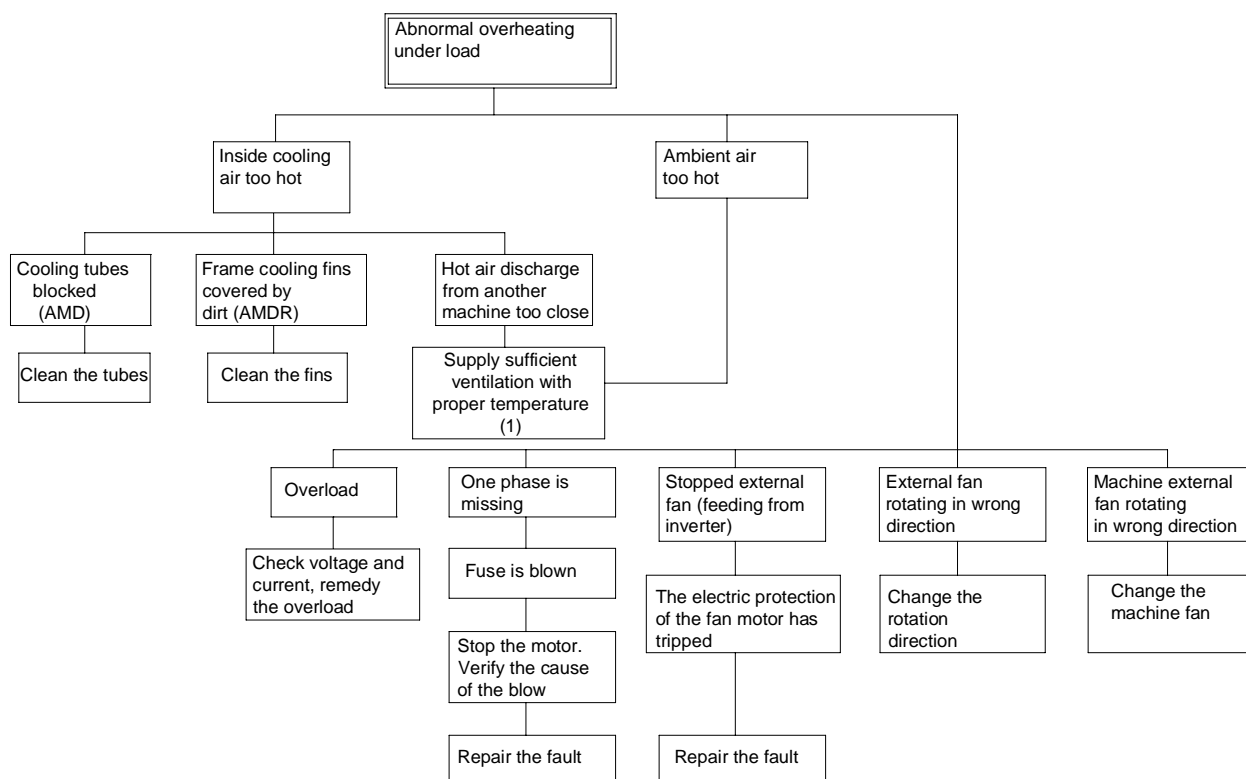 Abnormal overheating
under load
Inside cooling
air too hot
Ambient air
too hot
Cooling tubes
blocked
(AMD)
Frame cooling fins
covered by
dirt (AMDR)
Hot air discharge
from another
machine too close
Clean the tubes
Clean the fins
Supply sufficient
ventilation with
proper temperature
(1)
Overload
One phase is
missing
Stopped external
fan (feeding from
inverter)
External fan
rotating in wrong
direction
Machine external
fan rotating
in wrong direction
Check voltage and
current, remedy
the overload
Fuse is blown
The electric protection
of the fan motor has
tripped
Change the
rotation
direction
Change the
machine fan
Stop the motor.
Verify the cause
of the blow
Repair the fault
Repair the fault